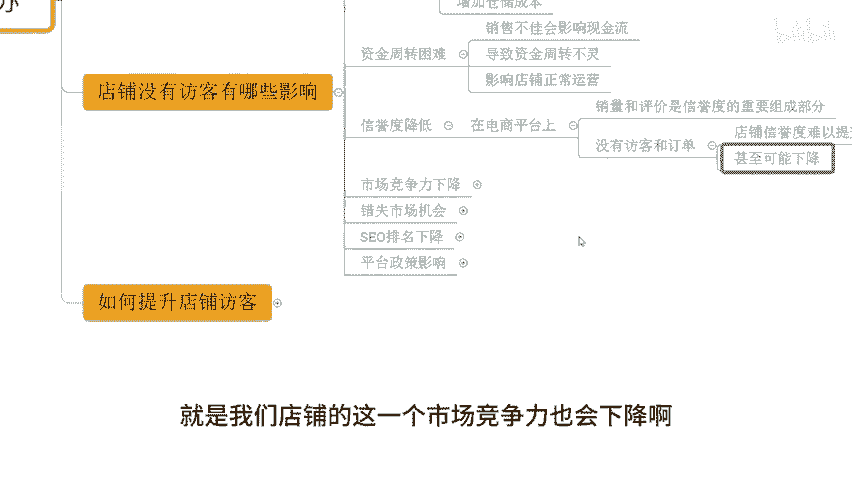 办
增加仓储成本
销售不佳会影响现金流
资金周转困难
导致资金周转不灵
影响店铺正常运营
店铺没有访客有哪些影响
销量和评价是信誉度的重要组成部分
信誉度降低
在电商平台上
店铺信誉度难以提
没有访客和订单
甚至可能下降
市场竞争力下降
错失市场机会
SEO排名下降
平台政策影响
如何提升店铺访客
就是我们店铺的这一个市场竞争力也会下降啊